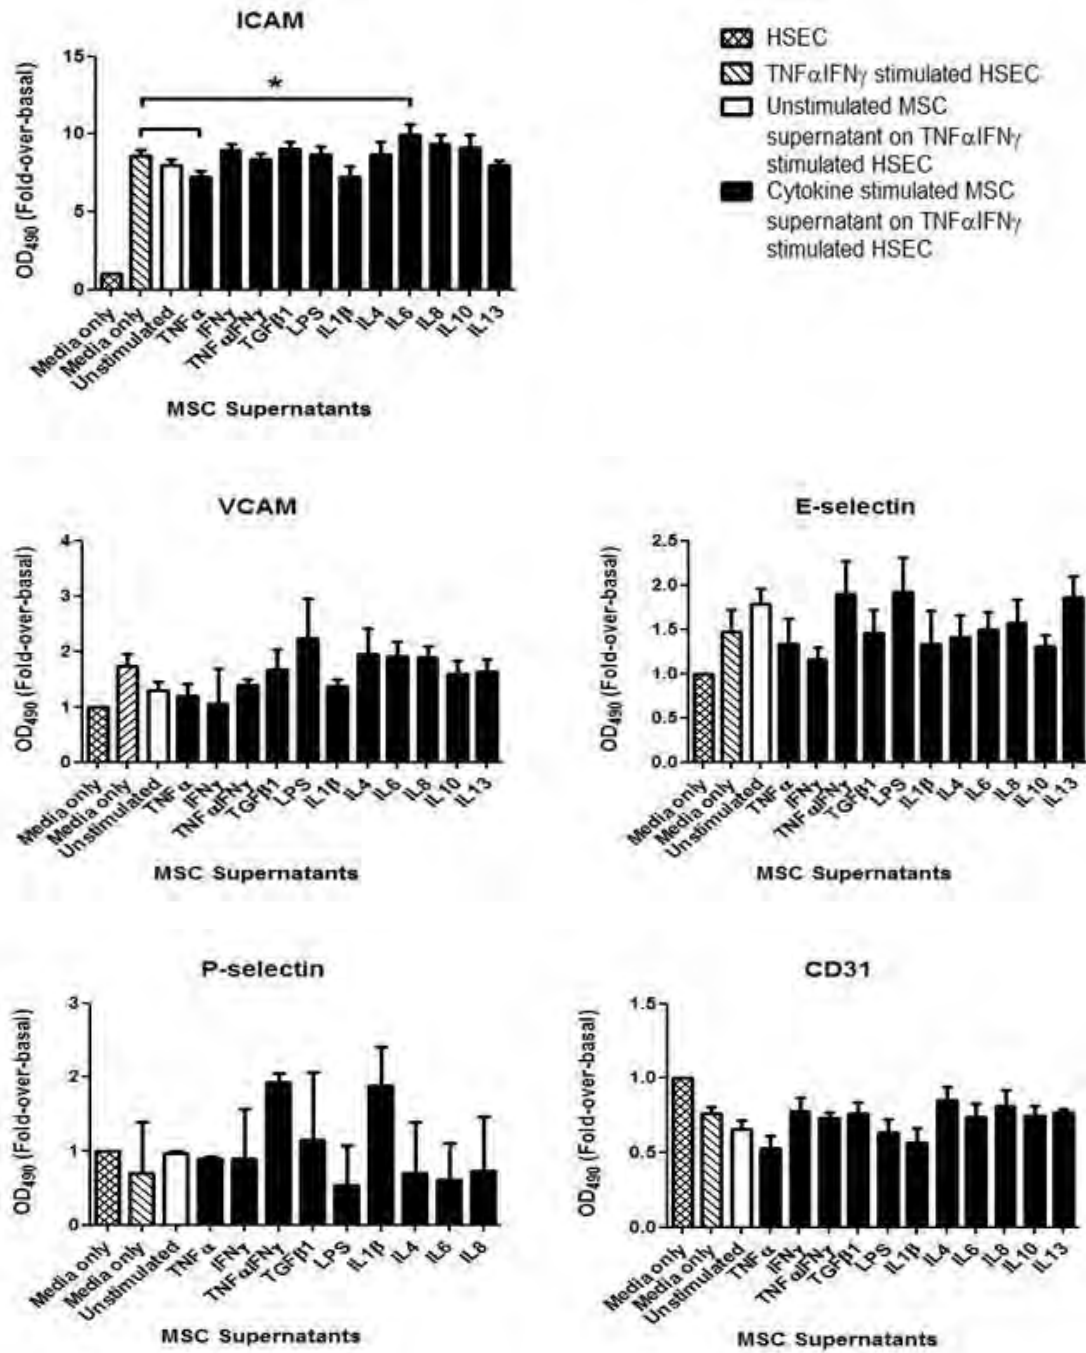 ICAM
15
10
5
0
OD490 (Fold-over-basal)
*
Media only
Media only
Unstimulated
TNFα
IFNγ
TNFαIFNγ
TGFβ1
LPS
IL1β
IL4
IL6
IL8
IL10
IL13
MSC Supernatants
HSEC
TNFαIFNγ stimulated HSEC
Unstimulated MSC
supernatant on TNFαIFNγ
stimulated HSEC
Cytokine stimulated MSC
supernatant on TNFαIFNγ
stimulated HSEC
VCAM
4
3
2
1
0
OD490 (Fold-over-basal)
Media only
Media only
Unstimulated
TNFα
IFNγ
TNFαIFNγ
TGFβ1
LPS
IL1β
IL4
IL6
IL8
IL10
IL13
MSC Supernatants
E-selectin
2.5
2.0
1.5
1.0
0.5
0.0
OD490 (Fold-over-basal)
Media only
Media only
Unstimulated
TNFα
IFNγ
TNFαIFNγ
TGFβ1
LPS
IL1β
IL4
IL6
IL8
IL10
IL13
MSC Supernatants
P-selectin
3
2
1
0
OD490 (Fold-over-basal)
Media only
Media only
Unstimulated
TNFα
IFNγ
TNFαIFNγ
TGFβ1
LPS
IL1β
IL4
IL6
IL8
MSC Supernatants
CD31
1.5
1.0
0.5
0.0
OD490 (Fold-over-basal)
Media only
Media only
Unstimulated
TNFα
IFNγ
TNFαIFNγ
TGFβ1
LPS
IL1β
IL4
IL6
IL8
IL10
IL13
MSC Supernatants